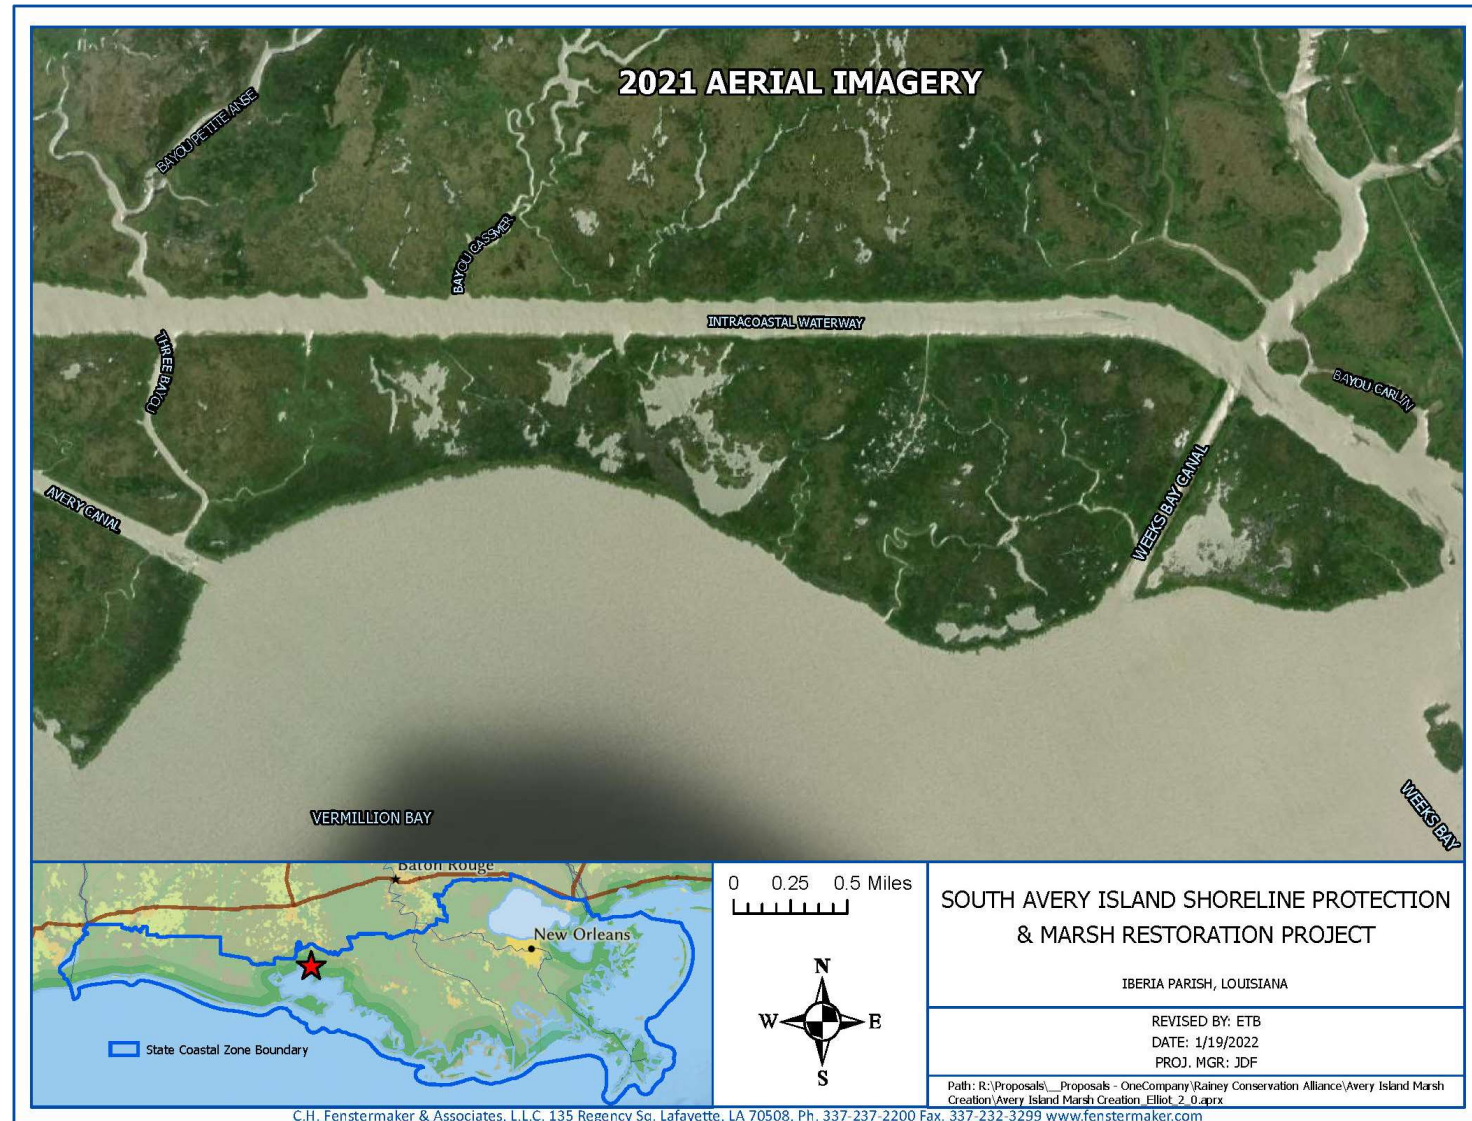 2021 AERIAL IMAGERY
BAYOU PETITE ANSE
BAYOU CASSMER
INTRACOASTAL WATERWAY
THREE BAYOU
BAYOU CARLIN
WEEKS BAY CANAL
AVERY CANAL
VERMILLION BAY
WEEKS BAY
Baton Rouge
New Orleans
State Coastal Zone Boundary
0 0.25 0.5 Miles
N
W E
S
SOUTH AVERY ISLAND SHORELINE PROTECTION
& MARSH RESTORATION PROJECT
IBERIA PARISH, LOUISIANA
REVISED BY: ETB
DATE: 1/19/2022
PROJ. MGR: JDF
Path: R:\Proposals\__Proposals - OneCompany\Rainey Conservation Alliance\Avery Island Marsh
Creation\Avery Island Marsh Creation_Elliot_2_0.aprx
C.H. Fenstermaker & Associates, L.L.C. 135 Regency Sq. Lafayette, LA 70508, Ph. 337-237-2200 Fax. 337-232-3299 www.fenstermaker.com